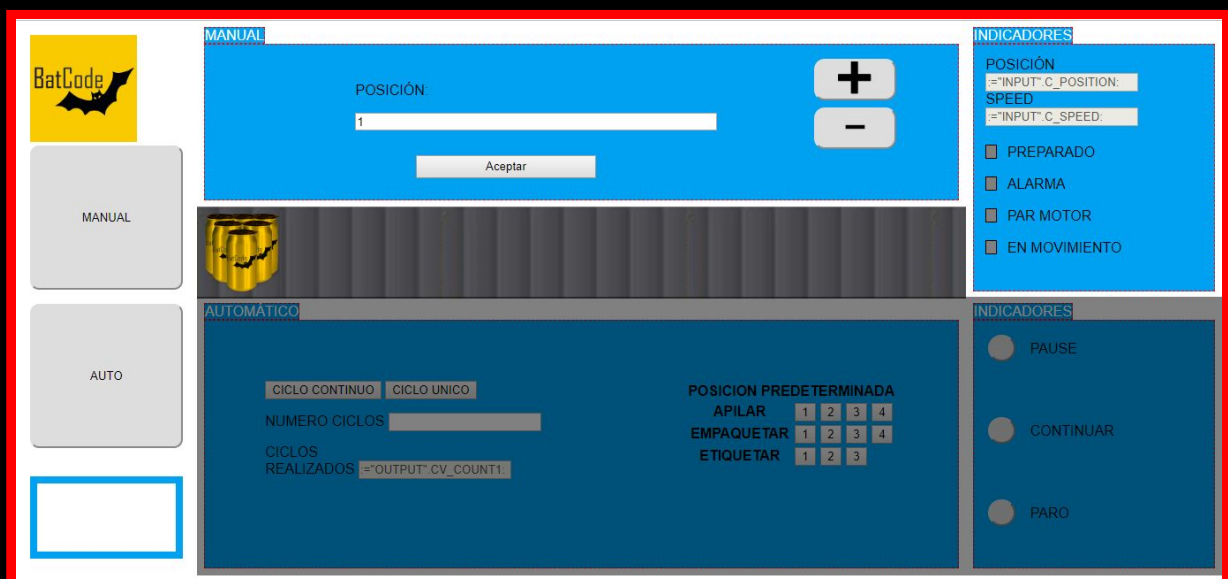 BatCode
MANUAL
AUTO
MANUAL
POSICIÓN:
1
Aceptar
+
−
INDICADORES
POSICIÓN
:="INPUT".C_POSITION:
SPEED
:="INPUT".C_SPEED:
PREPARADO
ALARMA
PAR MOTOR
EN MOVIMIENTO
BatCode
AUTOMÁTICO
CICLO CONTINUO CICLO UNICO
NUMERO CICLOS
CICLOS
REALIZADOS :="OUTPUT".CV_COUNT1:
POSICION PREDETERMINADA
APILAR 1 2 3 4
EMPAQUETAR 1 2 3 4
ETIQUETAR 1 2 3
INDICADORES
PAUSE
CONTINUAR
PARO